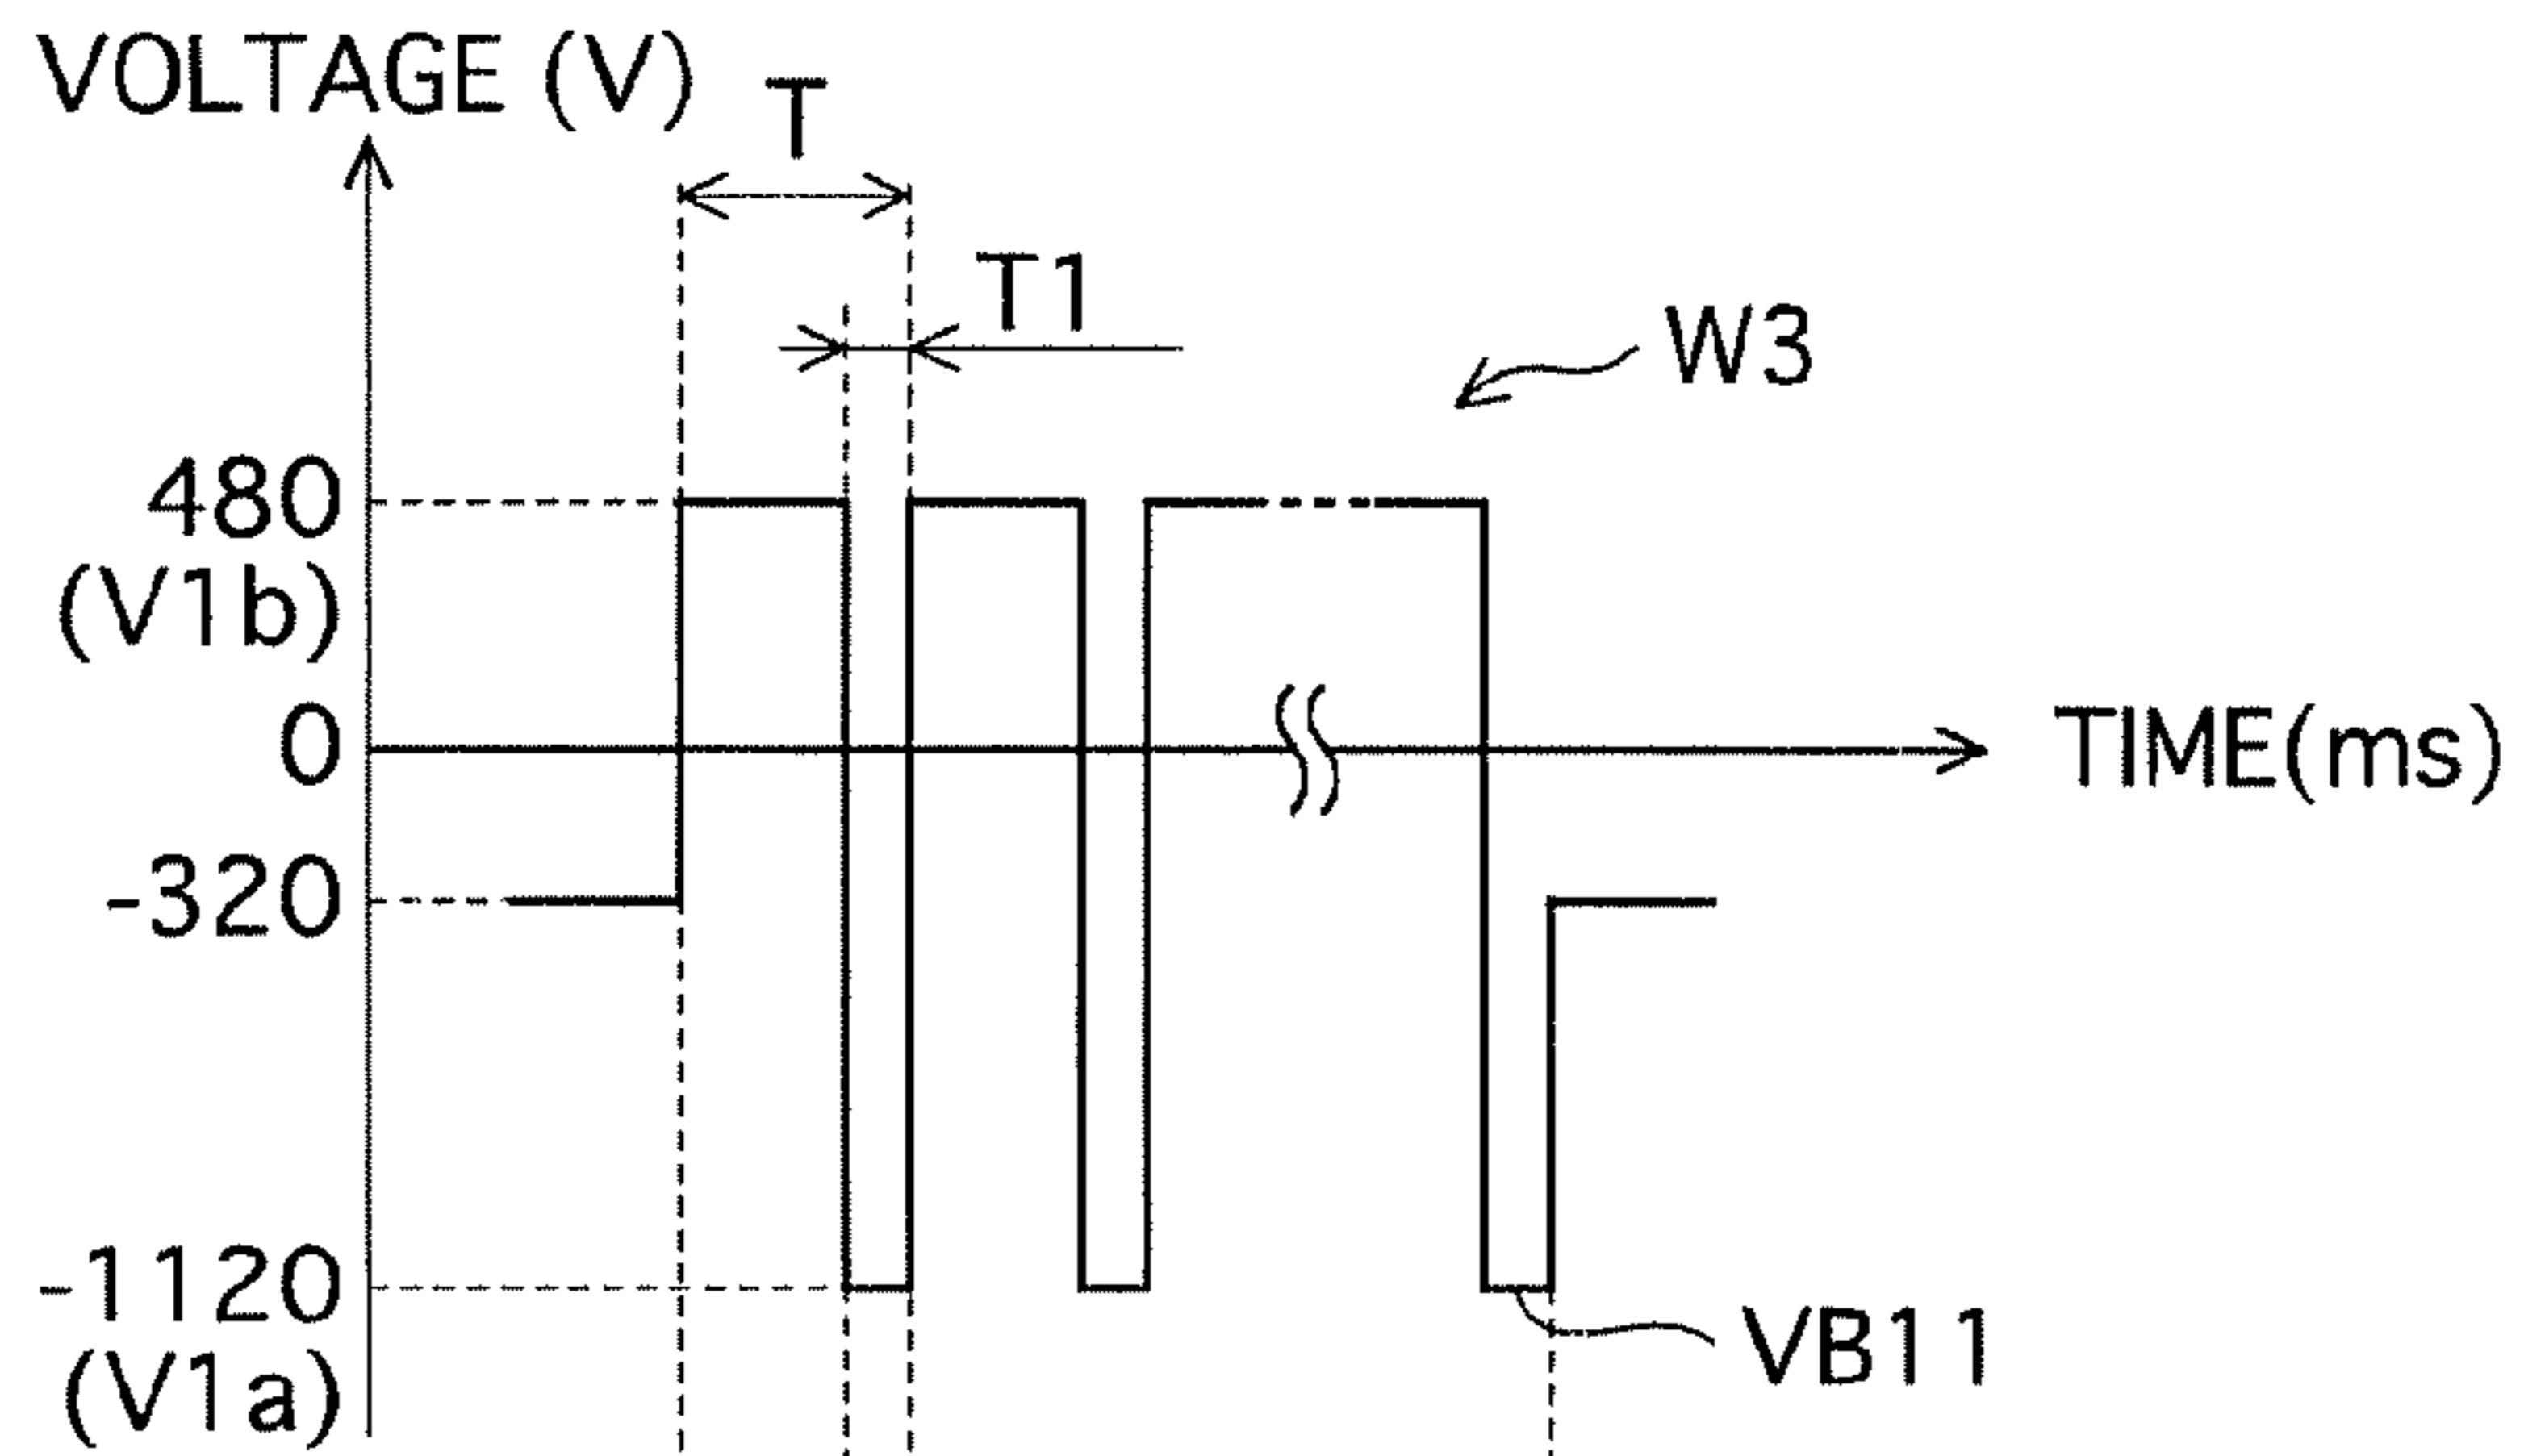 VOLTAGE (V)
T
T1
W3
480
(V1b)
0
TIME(ms)
-320
-1120
(V1a)
VB11